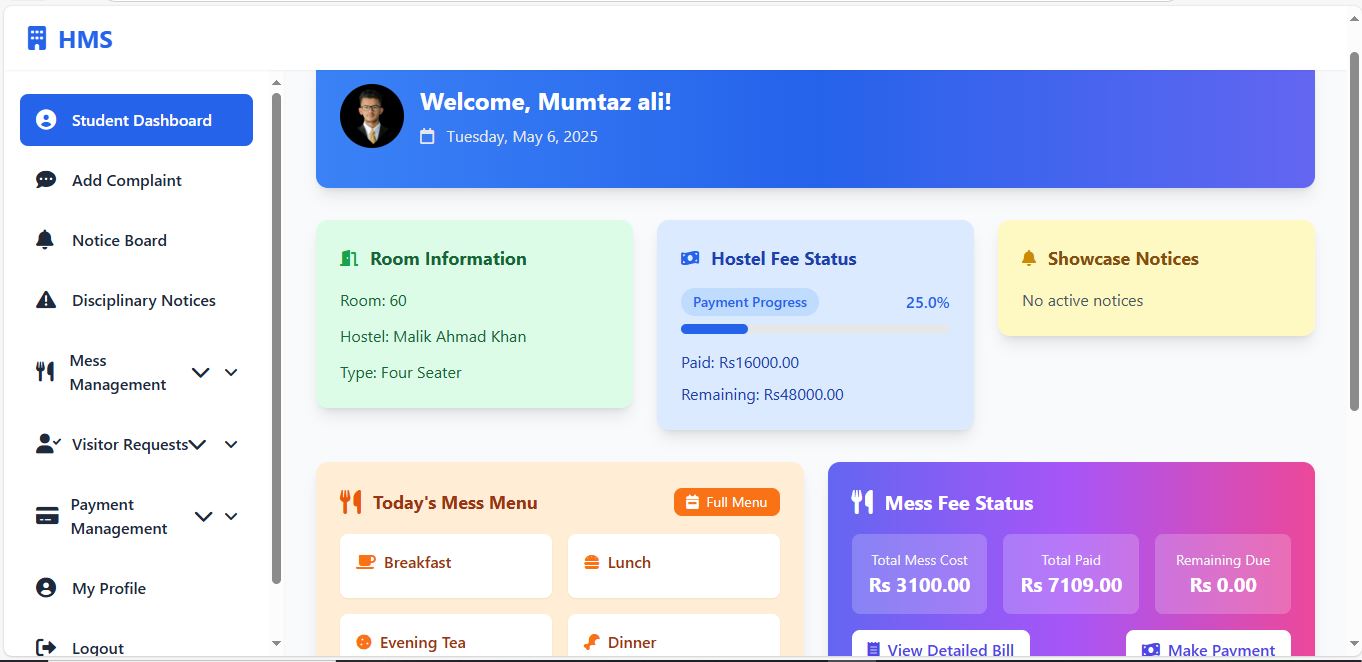 HMS
Student Dashboard
Add Complaint
Notice Board
Disciplinary Notices
Mess
Management
Visitor Requests
Payment
Management
My Profile
Logout
Welcome, Mumtaz ali!
Tuesday, May 6, 2025
Room Information
Room: 60
Hostel: Malik Ahmad Khan
Type: Four Seater
Hostel Fee Status
Payment Progress 25.0%
Paid: Rs16000.00
Remaining: Rs48000.00
Showcase Notices
No active notices
Today's Mess Menu Full Menu
Breakfast Lunch
Evening Tea Dinner
Mess Fee Status
Total Mess Cost
Rs 3100.00
Total Paid
Rs 7109.00
Remaining Due
Rs 0.00
View Detailed Bill Make Payment